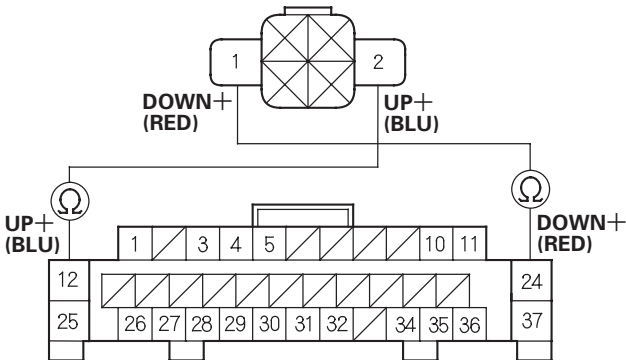 1 2
DOWN+
(RED)
UP+
(BLU)
Ω Ω
UP+
(BLU)
DOWN+
(RED)
1 3 4 5 10 11
12 24
25 26 27 28 29 30 31 32 34 35 36 37